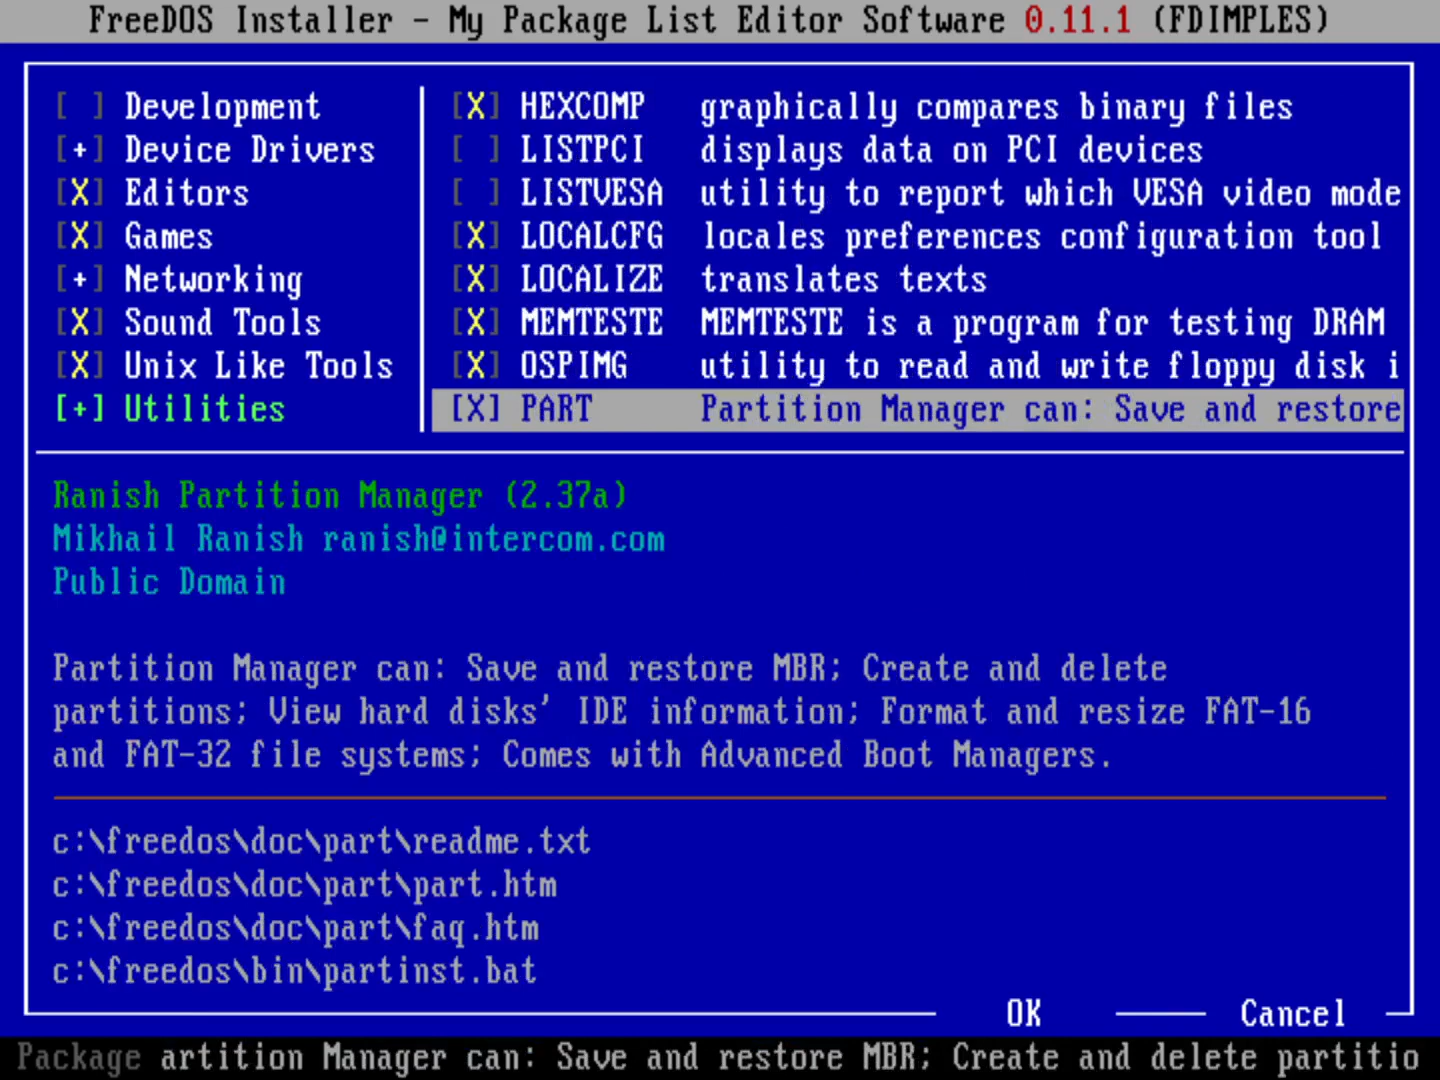 FreeDOS Installer - My Package List Editor Software 0.11.1 (FDIMPLES)
[ ] Development
[+] Device Drivers
[X] Editors
[X] Games
[+] Networking
[X] Sound Tools
[X] Unix Like Tools
[+] Utilities
[X] HEXCOMP graphically compares binary files
[ ] LISTPCI displays data on PCI devices
[ ] LISTVESA utility to report which VESA video mode
[X] LOCALCFG locales preferences configuration tool
[X] LOCALIZE translates texts
[X] MEMTESTE MEMTESTE is a program for testing DRAM
[X] OSPIMG utility to read and write floppy disk i
[X] PART Partition Manager can: Save and restore
Ranish Partition Manager (2.37a)
Mikhail Ranish ranish@intercom.com
Public Domain
Partition Manager can: Save and restore MBR; Create and delete
partitions; View hard disks' IDE information; Format and resize FAT-16
and FAT-32 file systems; Comes with Advanced Boot Managers.
c:\freedos\doc\part\readme.txt
c:\freedos\doc\part\part.htm
c:\freedos\doc\part\faq.htm
c:\freedos\bin\partinst.bat
OK Cancel
Package artition Manager can: Save and restore MBR; Create and delete partitio